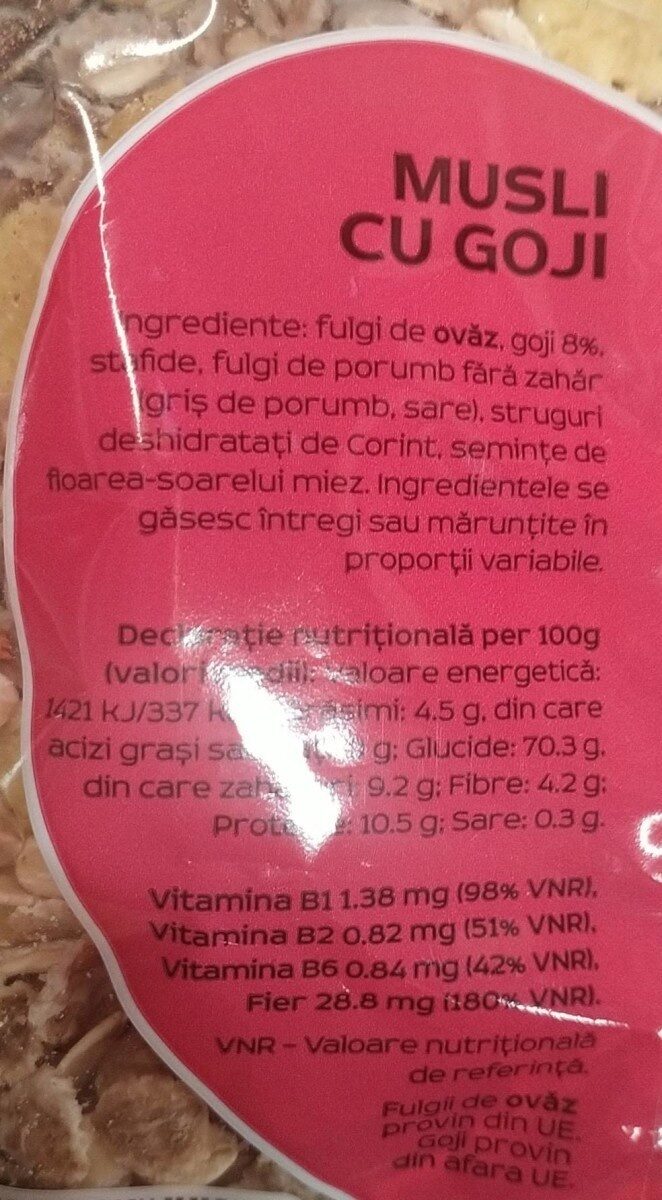 MUSLI
CU GOJI
Ingrediente: fulgi de ovăz, goji 8%,
stafide, fulgi de porumb fără zahăr
(griș de porumb, sare), struguri
deshidratați de Corint, semințe de
floarea-soarelui miez. Ingredientele se
găsesc întregi sau mărunțite în
proporții variabile.
Declarație nutrițională per 100g
valoare energetică:
1421 KJ/337 4.5 g, din care
acizi grași g; Glucide: 70.3 g,
din care 9.2 g; Fibre: 4.2 g;
10.5 g; Sare: 0.3 g.
Vitamina B1 1.38 mg (98% VNR),
Vitamina B2 0.82 mg (51% VNR),
Vitamina B6 0.84 mg (42% VNR),
Fier 28.8 mg (180% VNR).
VNR – Valoare nutrițională
de referință.
Fulgii de ovăz
provin din UE.
Goji provin
din afara UE.